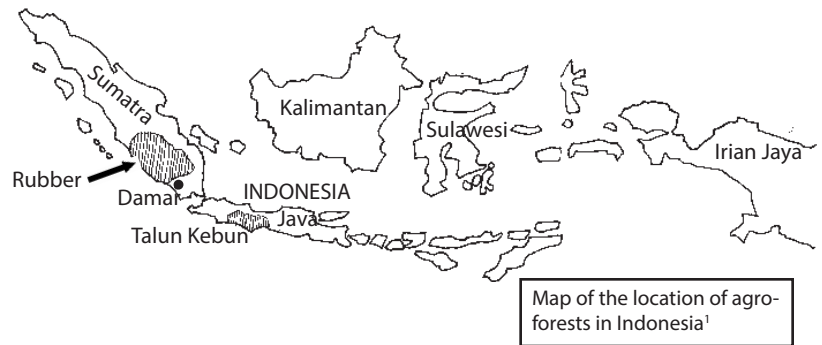 Sumatra
Kalimantan
Sulawesi
Irian Jaya
Rubber
Damar
INDONESIA
Java
Talun Kebun
Map of the location of agro-
forests in Indonesia¹